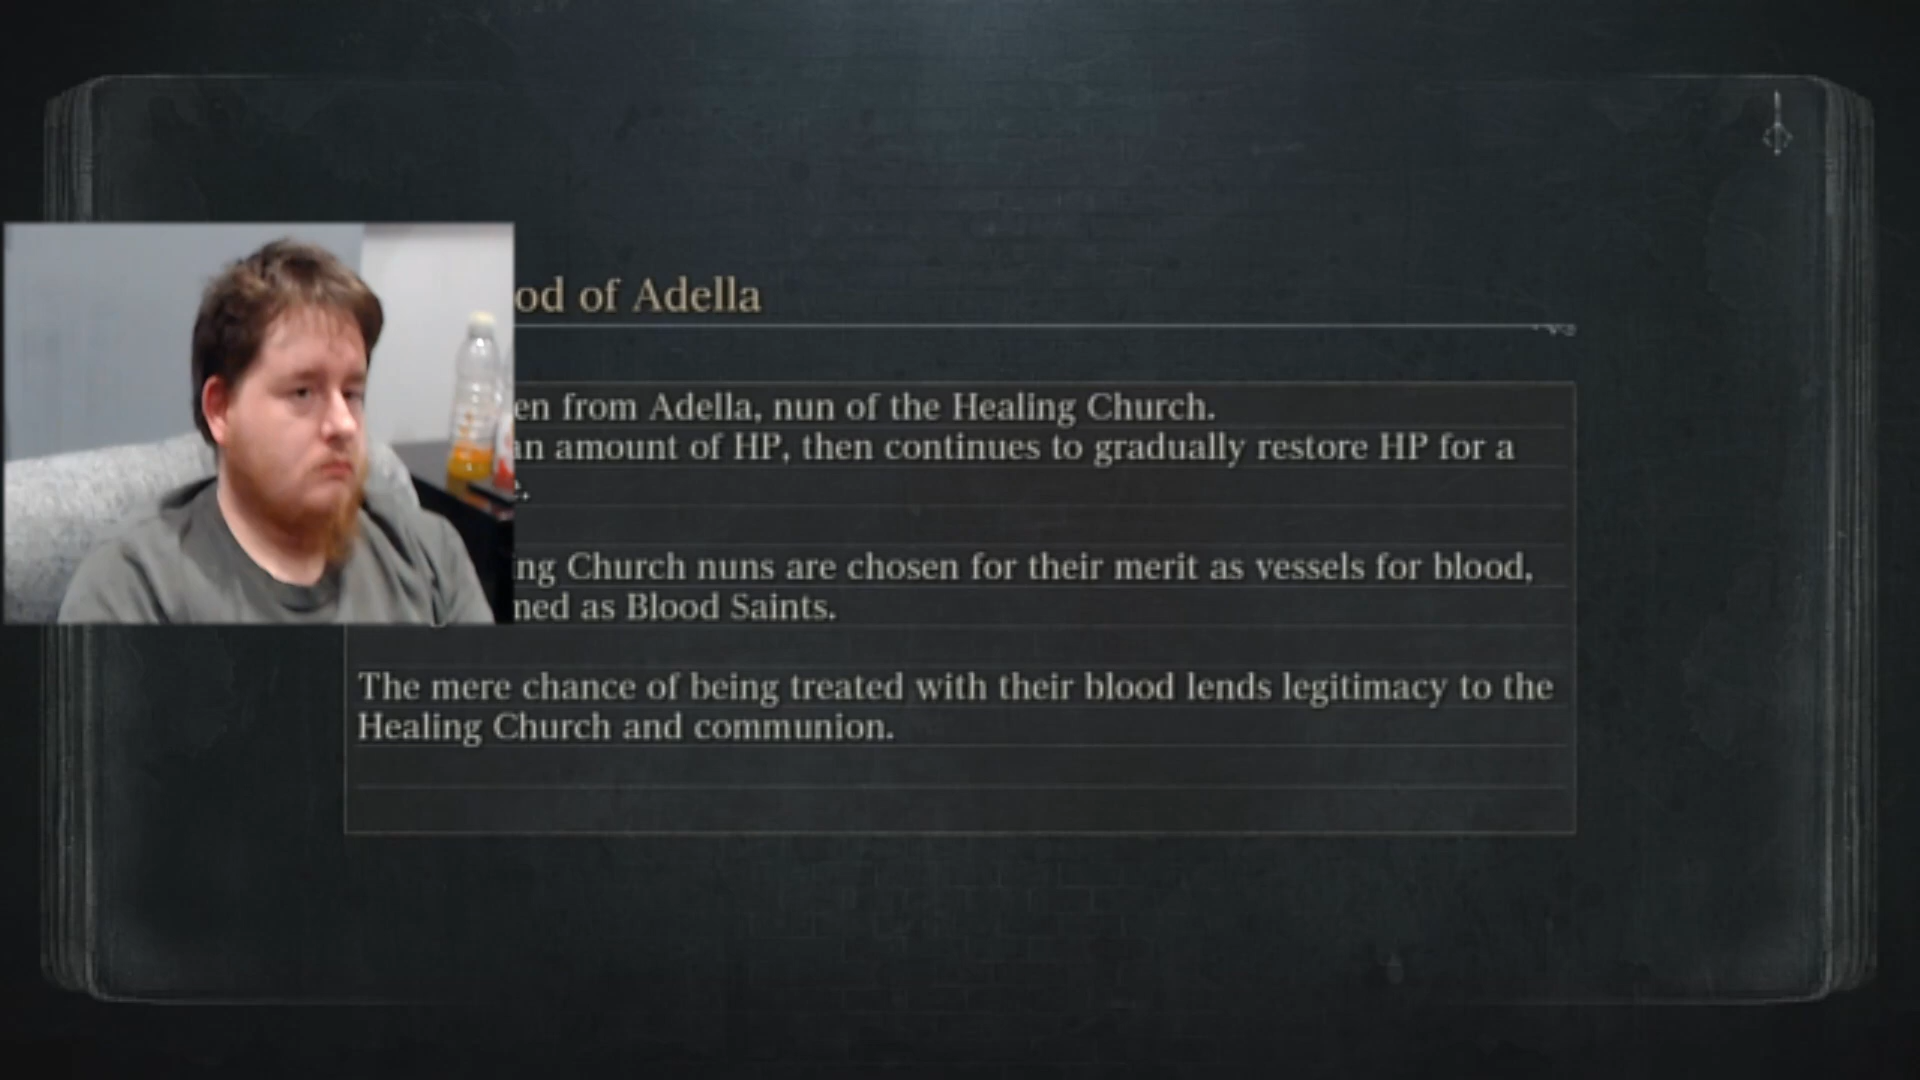 od of Adella
en from Adella, nun of the Healing Church.
an amount of HP, then continues to gradually restore HP for a
.
ng Church nuns are chosen for their merit as vessels for blood,
ned as Blood Saints.
The mere chance of being treated with their blood lends legitimacy to the
Healing Church and communion.